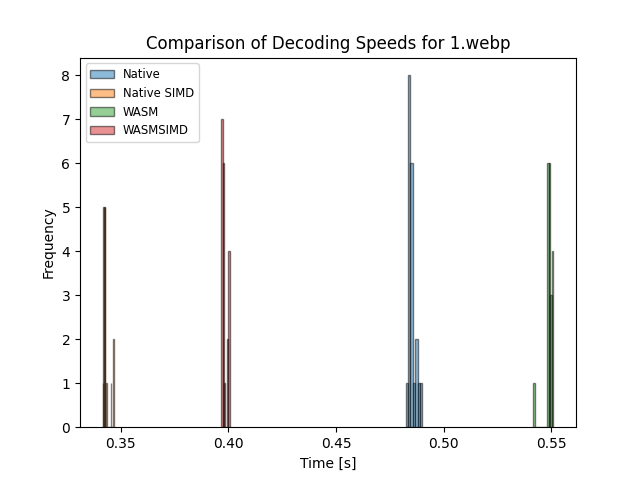 Comparison of Decoding Speeds for 1.webp
Native
Native SIMD
WASM
WASMSIMD
Frequency
8
7
6
5
4
3
2
1
0
0.35 0.40 0.45 0.50 0.55
Time [s]